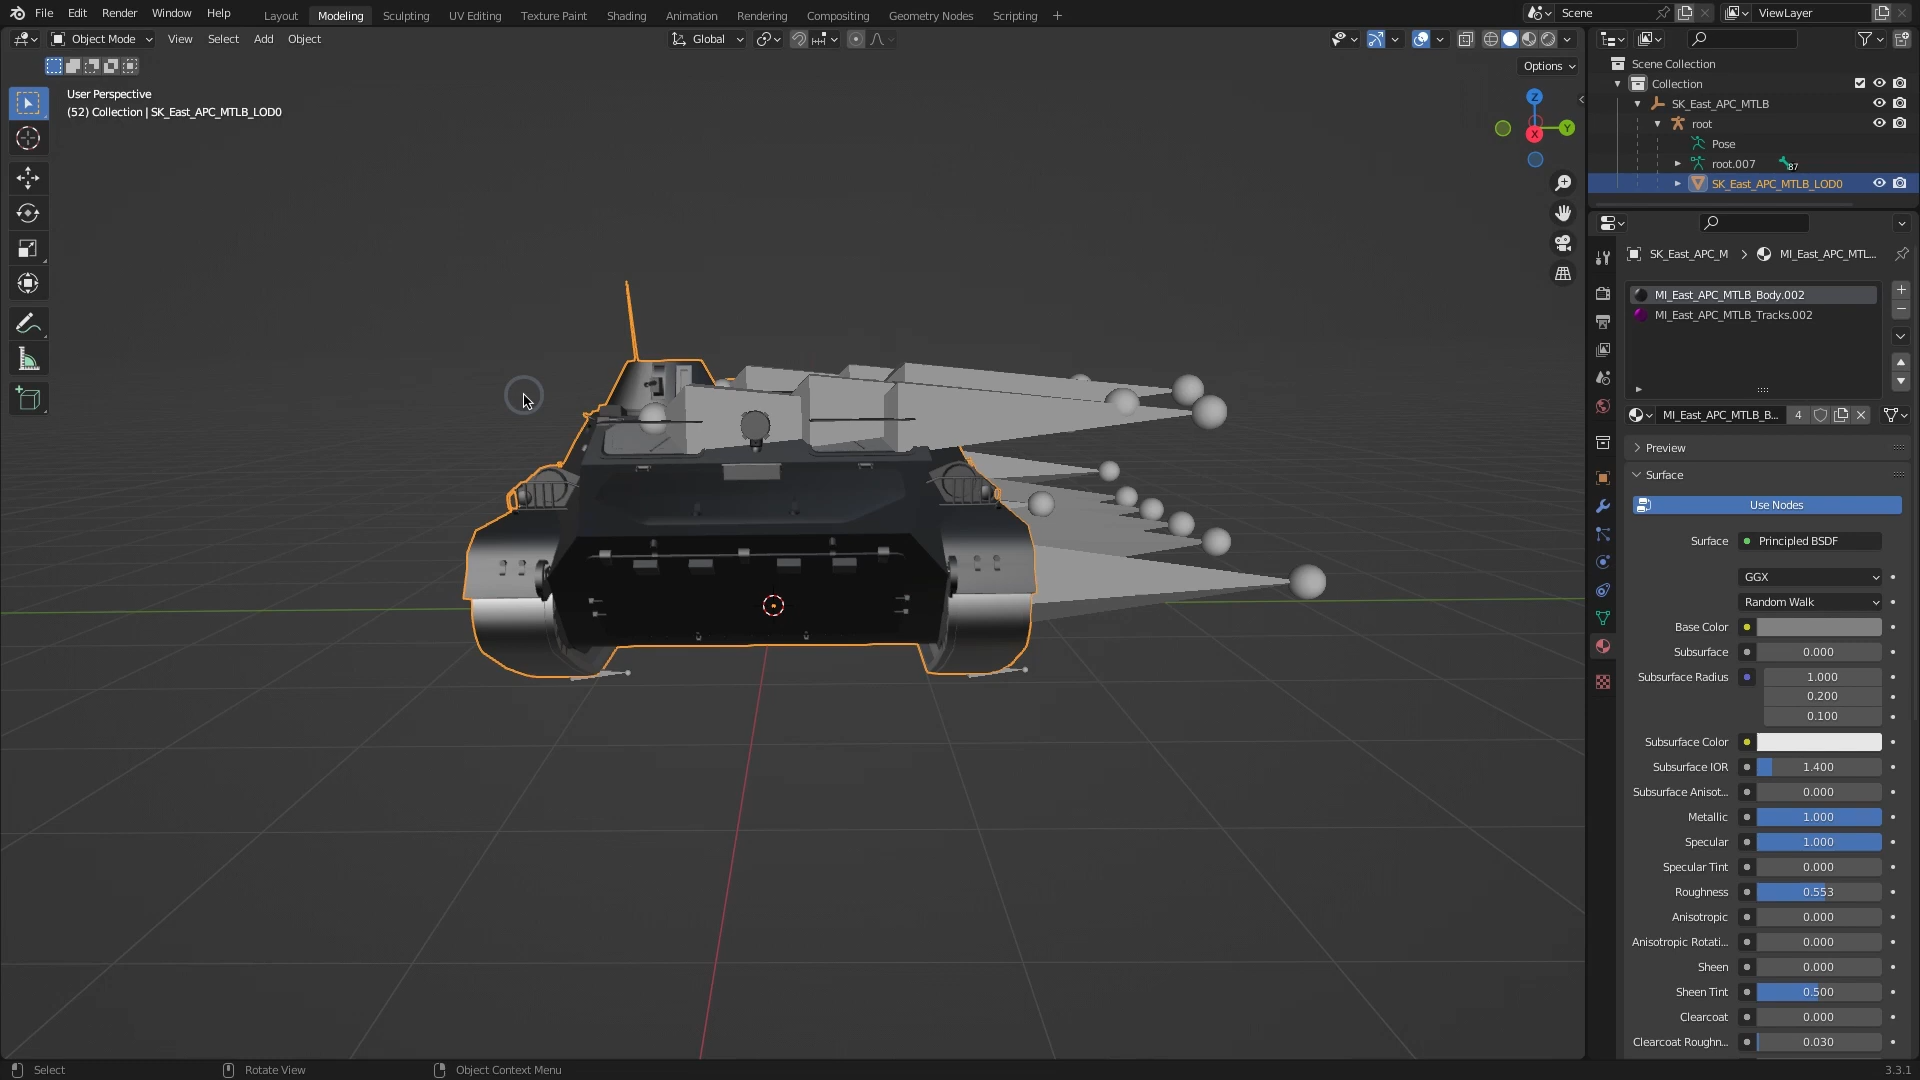 File Edit Render Window Help
Layout Modeling Sculpting UV Editing Texture Paint Shading Animation Rendering Compositing Geometry Nodes Scripting +
Scene
ViewLayer
Object Mode View Select Add Object
Global
Options
User Perspective
(52) Collection | SK_East_APC_MTLB_LOD0
Z
Y
X
Scene Collection
Collection
SK_East_APC_MTLB
root
Pose
root.007 87
SK_East_APC_MTLB_LOD0
SK_East_APC_M > MI_East_APC_MTL...
MI_East_APC_MTLB_Body.002
MI_East_APC_MTLB_Tracks.002
MI_East_APC_MTLB_B... 4
Preview
Surface
Use Nodes
Surface Principled BSDF
GGX
Random Walk
Base Color
Subsurface 0.000
Subsurface Radius 1.000
0.200
0.100
Subsurface Color
Subsurface IOR 1.400
Subsurface Anisot... 0.000
Metallic 1.000
Specular 1.000
Specular Tint 0.000
Roughness 0.553
Anisotropic 0.000
Anisotropic Rotati... 0.000
Sheen 0.000
Sheen Tint 0.500
Clearcoat 0.000
Clearcoat Roughn... 0.030
Select
Rotate View
Object Context Menu
3.3.1